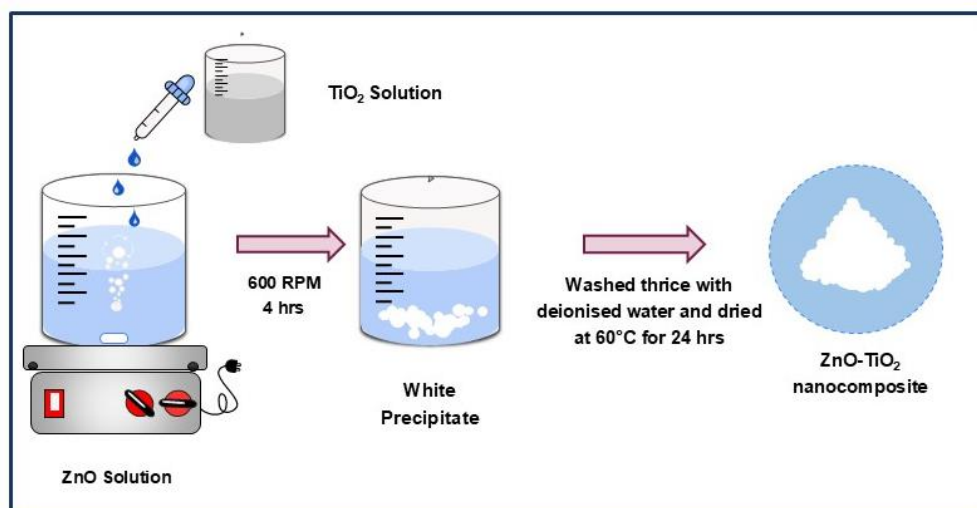 TiO₂ Solution
600 RPM
4 hrs
Washed thrice with
deionised water and dried
at 60°C for 24 hrs
White
Precipitate
ZnO-TiO₂
nanocomposite
ZnO Solution